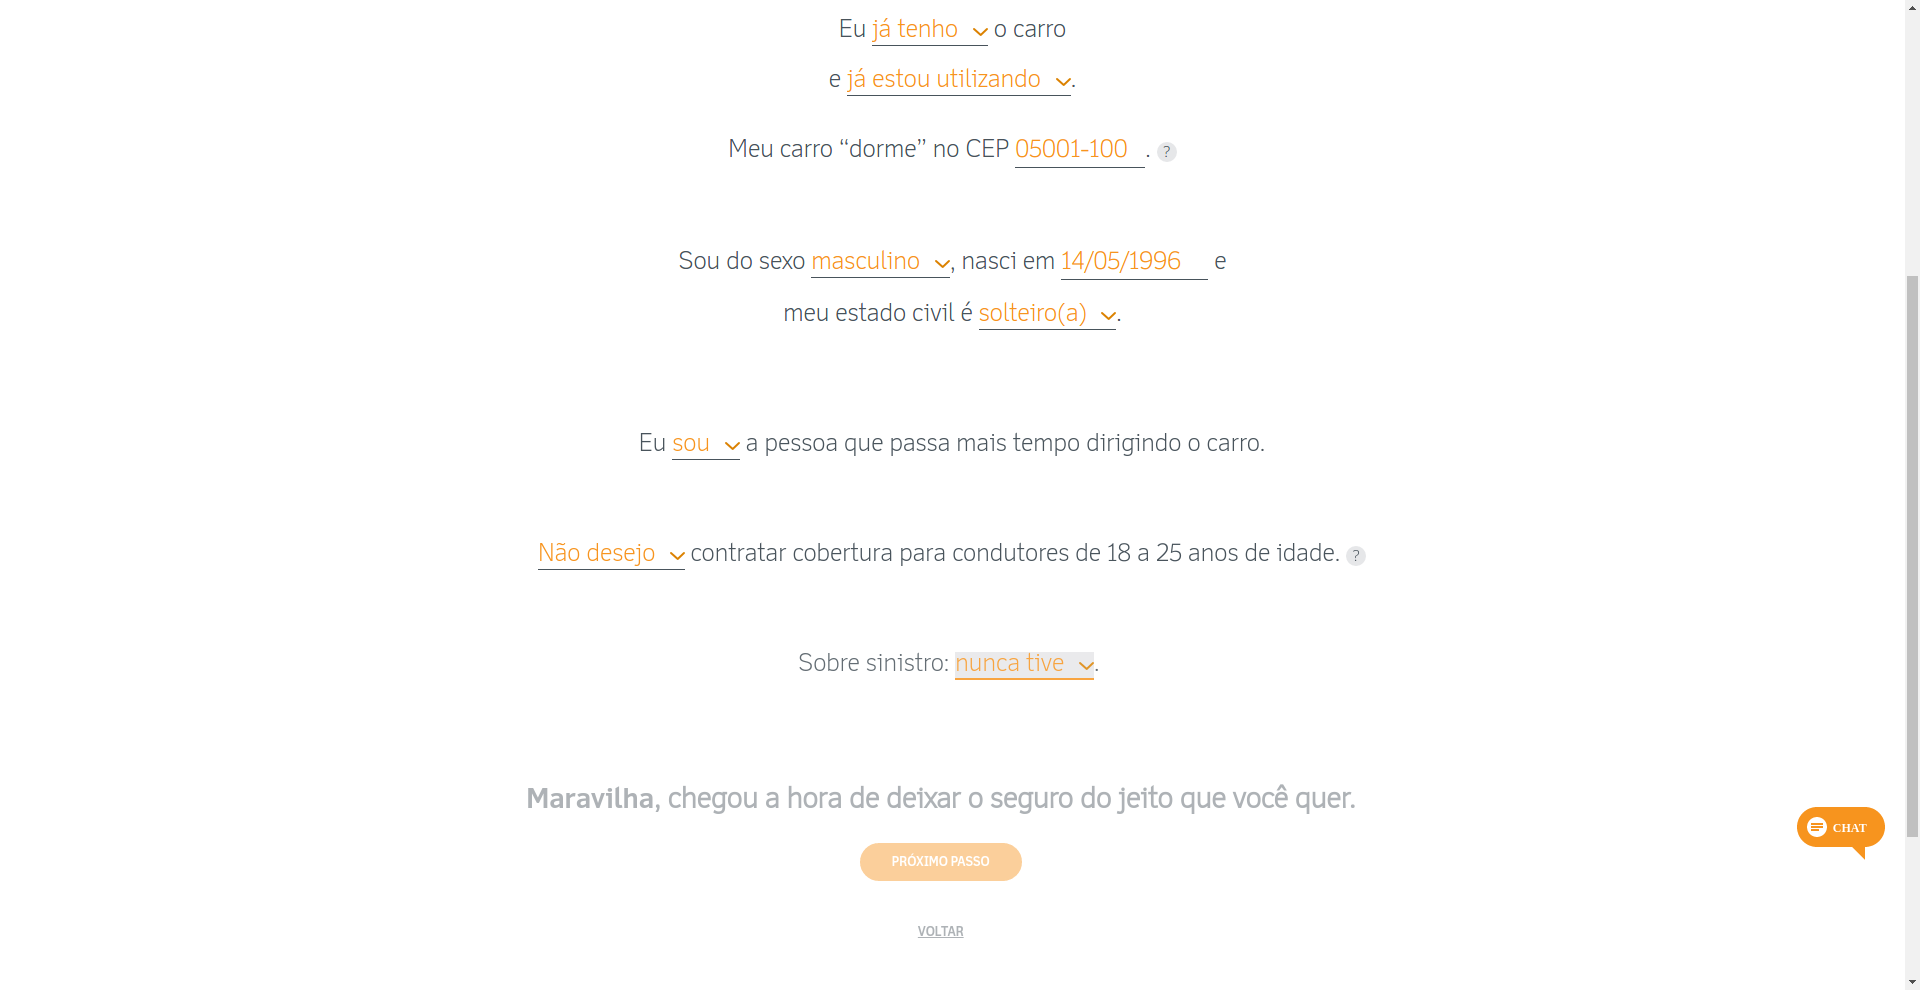 Eu já tenho o carro
e já estou utilizando .
Meu carro “dorme” no CEP 05001-100 . ?
Sou do sexo masculino , nasci em 14/05/1996 e
meu estado civil é solteiro(a) .
Eu sou a pessoa que passa mais tempo dirigindo o carro.
Não desejo contratar cobertura para condutores de 18 a 25 anos de idade. ?
Sobre sinistro: nunca tive .
Maravilha, chegou a hora de deixar o seguro do jeito que você quer.
CHAT
PRÓXIMO PASSO
VOLTAR